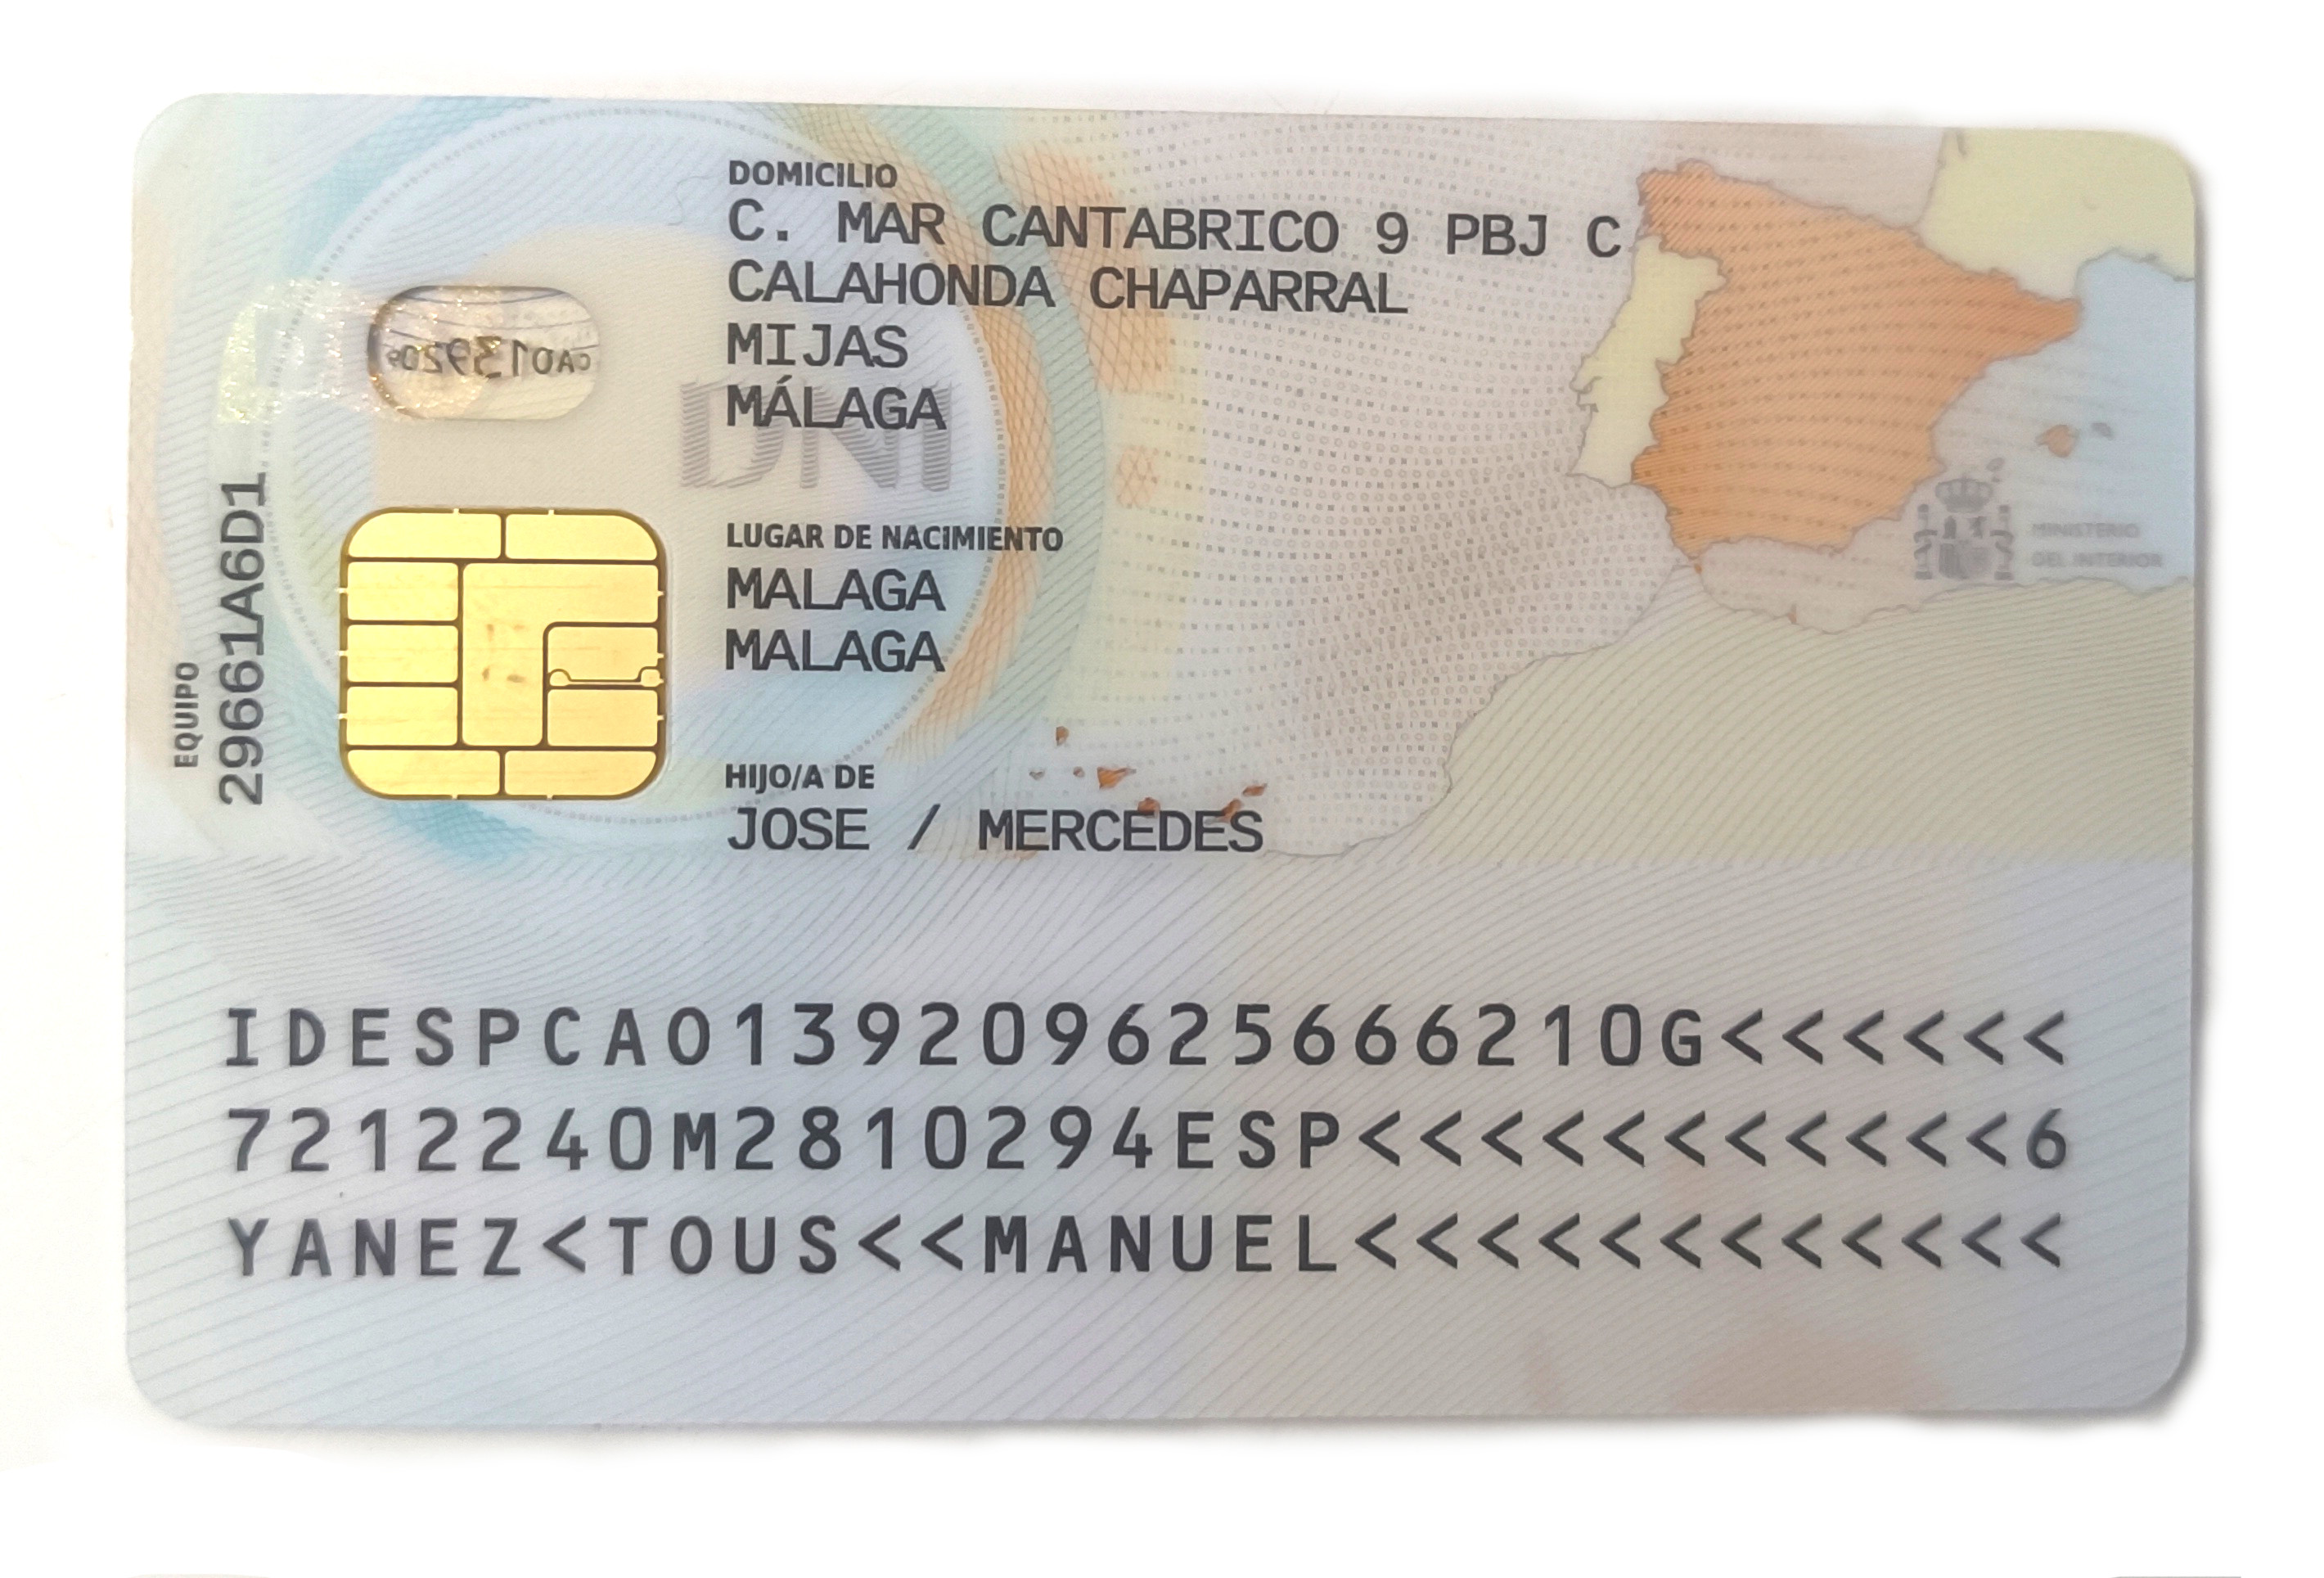 DOMICILIO
C. MAR CANTABRICO 9 PBJ C
CALAHONDA CHAPARRAL
MIJAS
MÁLAGA
DNI
CA0139209
LUGAR DE NACIMIENTO
MALAGA
MALAGA
HIJO/A DE
JOSE / MERCEDES
EQUIPO
29661A6D1
MINISTERIO
DEL INTERIOR
IDESPCA0139209625666210G<<<<<<
7212240M2810294ESP<<<<<<<<<<<6
YANEZ<TOUS<<MANUEL<<<<<<<<<<<<